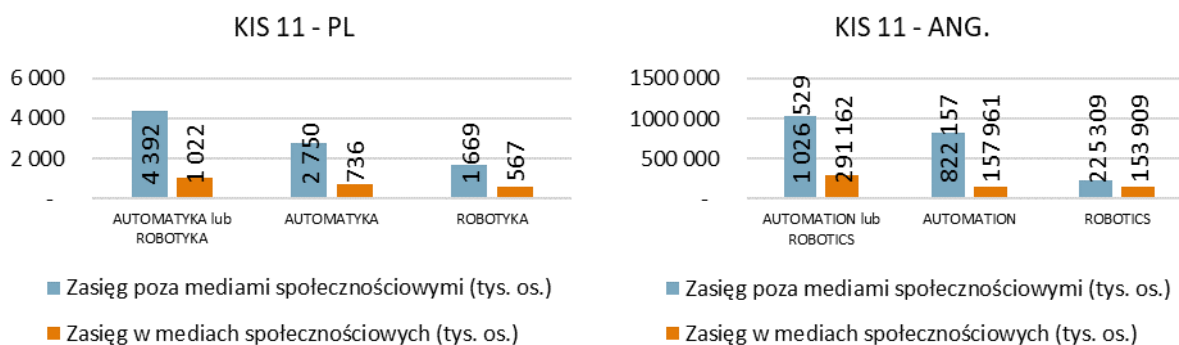 KIS 11 - PL
6 000
4 000
2 000
-
4 392
1 022
2 750
736
1 669
567
AUTOMATYKA lub
ROBOTYKA
AUTOMATYKA
ROBOTYKA
Zasięg poza mediami społecznościowymi (tys. os.)
Zasięg w mediach społecznościowych (tys. os.)
KIS 11 - ANG.
1500 000
1000 000
500 000
-
1 026 529
291 162
822 157
157 961
225 309
153 909
AUTOMATION lub
ROBOTICS
AUTOMATION
ROBOTICS
Zasięg poza mediami społecznościowymi (tys. os.)
Zasięg w mediach społecznościowych (tys. os.)